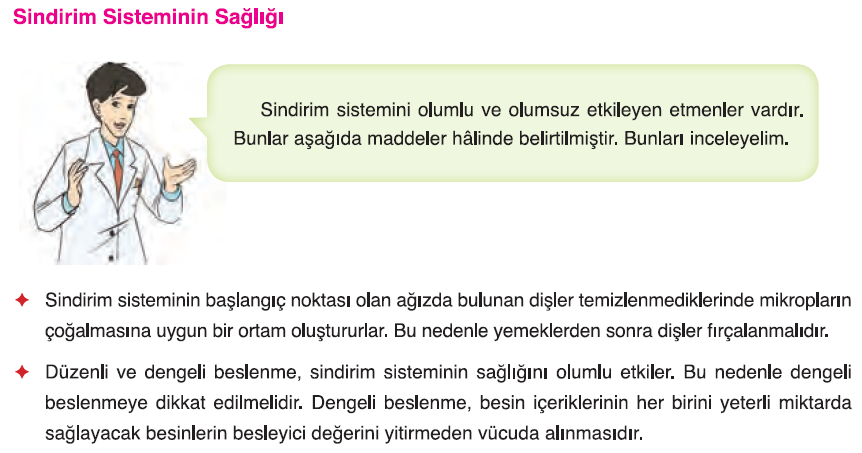 Sindirim Sisteminin Sağlığı
Sindirim sistemini olumlu ve olumsuz etkileyen etmenler vardır.
Bunlar aşağıda maddeler hâlinde belirtilmiştir. Bunları inceleyelim.
Sindirim sisteminin başlangıç noktası olan ağızda bulunan dişler temizlenmediklerinde mikropların
çoğalmasına uygun bir ortam oluştururlar. Bu nedenle yemeklerden sonra dişler fırçalanmalıdır.
Düzenli ve dengeli beslenme, sindirim sisteminin sağlığını olumlu etkiler. Bu nedenle dengeli
beslenmeye dikkat edilmelidir. Dengeli beslenme, besin içeriklerinin her birini yeterli miktarda
sağlayacak besinlerin besleyici değerini yitirmeden vücuda alınmasıdır.